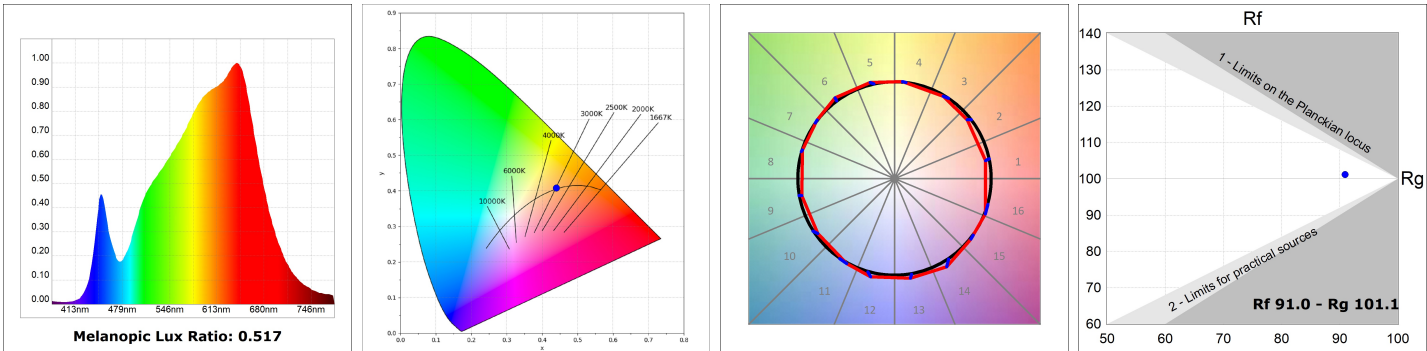 1.00
0.90
0.80
0.70
0.60
0.50
0.40
0.30
0.20
0.10
0.00
413nm 479nm 546nm 613nm 680nm 746nm
Melanopic Lux Ratio: 0.517
0.9
0.8
0.7
0.6
0.5
0.4
0.3
0.2
0.1
0.0
y
0.0 0.1 0.2 0.3 0.4 0.5 0.6 0.7 0.8
x
10000K
6000K
4000K
3000K
2500K
2000K
1667K
1
2
3
4
5
6
7
8
9
10
11
12
13
14
15
16
Rf
140
130
120
110
100
90
80
70
60
Rg
1 - Limits on the Planckian locus
2 - Limits for practical sources
Rf 91.0 - Rg 101.1
50 60 70 80 90 100